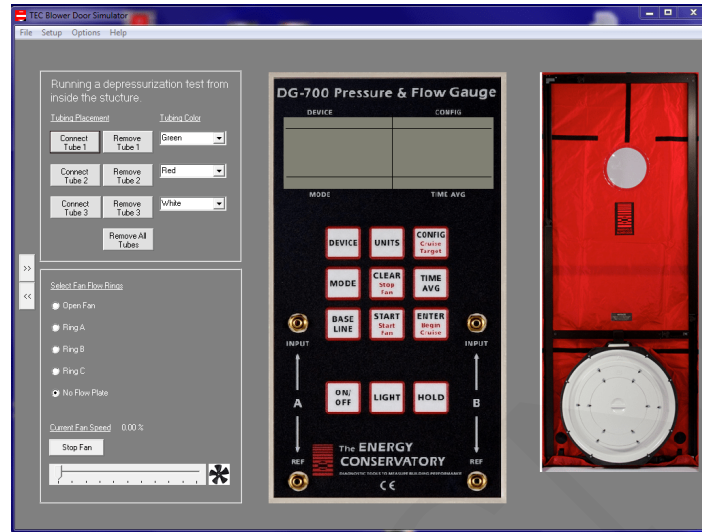 TEC Blower Door Simulator
File Setup Options Help
Running a depressurization test from
inside the stucture.
Tubing Placement Tubing Color
Connect
Tube 1
Remove
Tube 1
Green
Connect
Tube 2
Remove
Tube 2
Red
Connect
Tube 3
Remove
Tube 3
White
Remove All
Tubes
>>
<<
Select Fan Flow Rings
Open Fan
Ring A
Ring B
Ring C
No Flow Plate
Current Fan Speed 0.00 %
Stop Fan
DG-700 Pressure & Flow Gauge
DEVICE CONFIG
MODE TIME AVG
DEVICE
UNITS
CONFIG
Cruise
Target
MODE
CLEAR
Stop
Fan
TIME
AVG
BASE
LINE
START
Start
Fan
ENTER
Begin
Cruise
INPUT INPUT
A B
ON/
OFF
LIGHT
HOLD
REF REF
The ENERGY
CONSERVATORY
DIAGNOSTIC TOOLS TO MEASURE BUILDING PERFORMANCE
CE